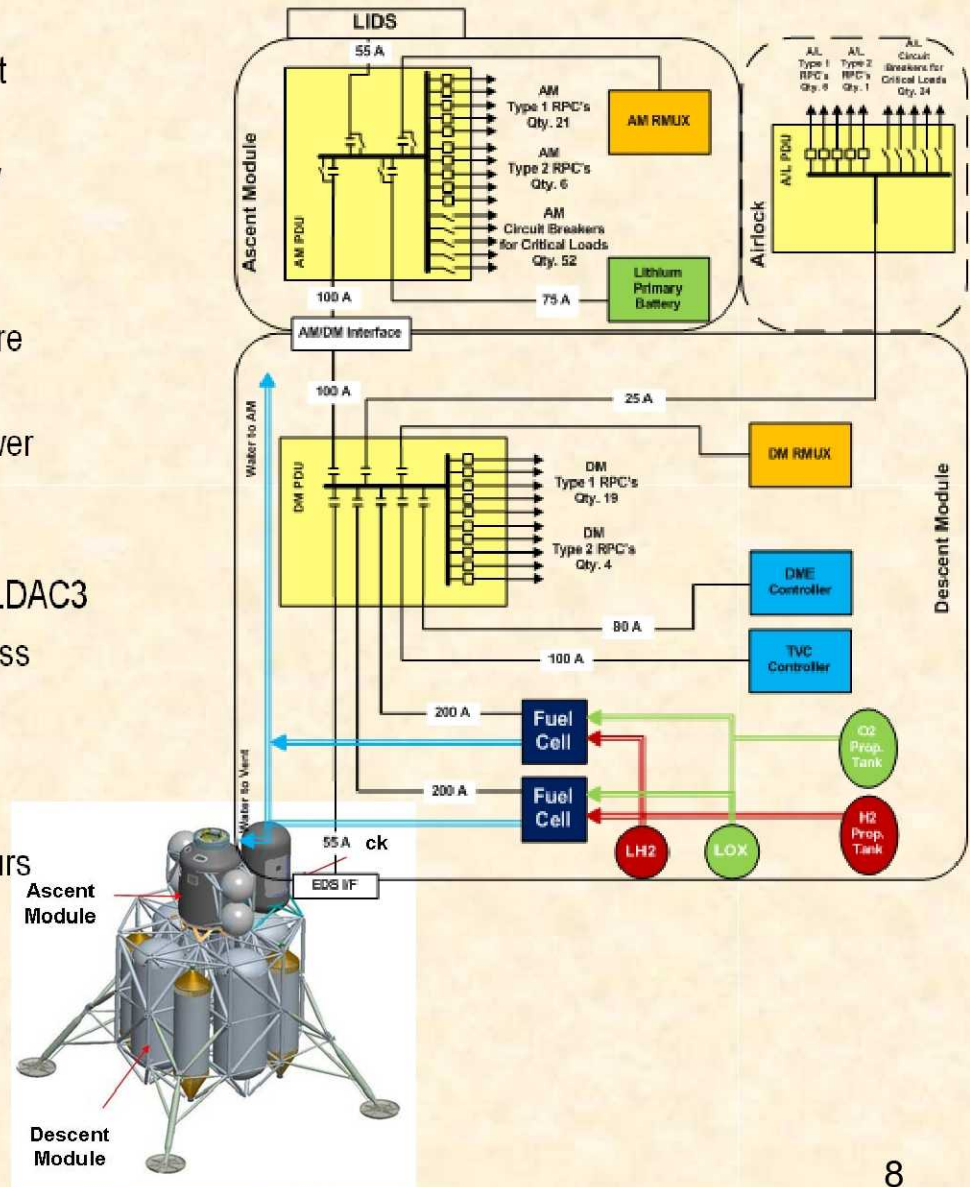 t
re
wer
LDAC3
ss
urs
LIDS
55 A
Ascent Module
AM PDU
AM
Type 1 RPC's
Qty. 21
AM
Type 2 RPC's
Qty. 6
AM
Circuit Breakers
for Critical Loads
Qty. 52
AM RMUX
Lithium
Primary
Battery
75 A
100 A
AM/DM Interface
A/L
Type 1
RPC's
Qty. 6
A/L
Type 2
RPC's
Qty. 1
A/L
Circuit
Breakers for
Critical Loads
Qty. 24
A/L PDU
Airlock
100 A
25 A
Water to AM
DM PDU
DM
Type 1 RPC's
Qty. 19
DM
Type 2 RPC's
Qty. 4
DM RMUX
Descent Module
DME
Controller
80 A
TVC
Controller
100 A
200 A
Fuel
Cell
O2
Prop.
Tank
200 A
Fuel
Cell
H2
Prop.
Tank
LH2
LOX
Water to Vent
55 A
ck
EDS I/F
Ascent
Module
Descent
Module
8